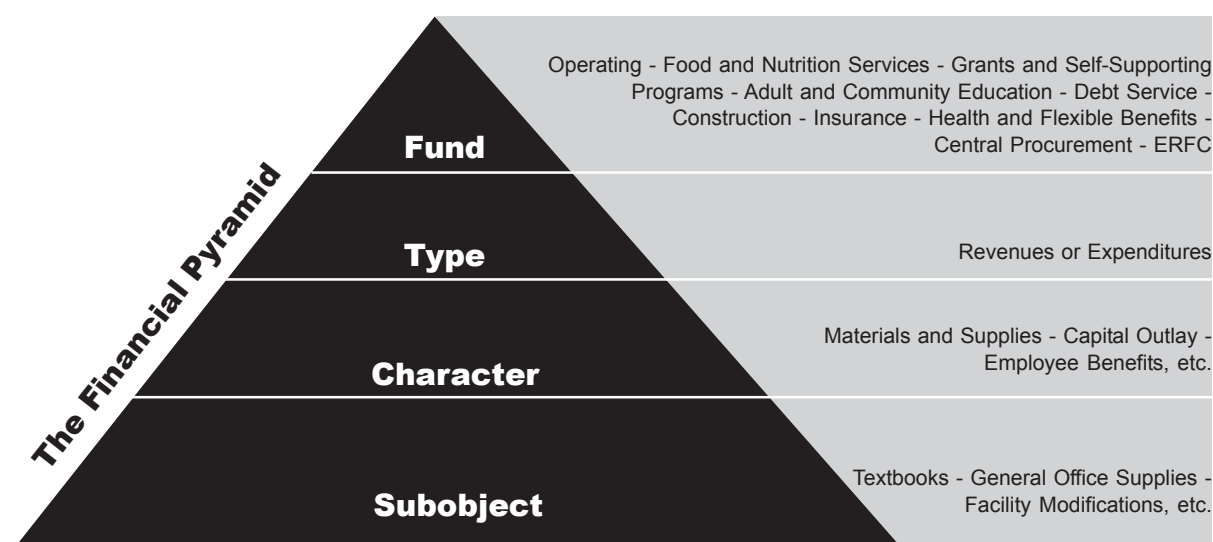 The Financial Pyramid
Fund
Operating - Food and Nutrition Services - Grants and Self-Supporting
Programs - Adult and Community Education - Debt Service -
Construction - Insurance - Health and Flexible Benefits -
Central Procurement - ERFC
Type
Revenues or Expenditures
Character
Materials and Supplies - Capital Outlay -
Employee Benefits, etc.
Subobject
Textbooks - General Office Supplies -
Facility Modifications, etc.